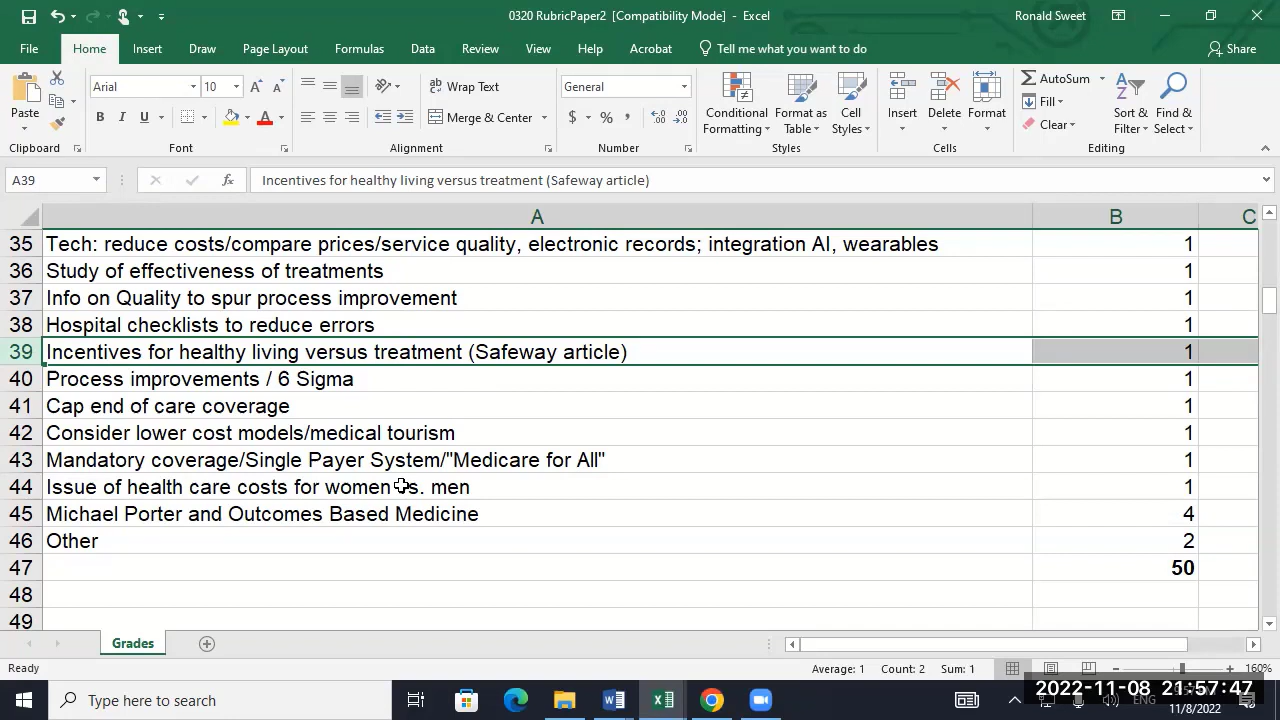 0320 RubricPaper2 [Compatibility Mode] - Excel
Ronald Sweet
File Home Insert Draw Page Layout Formulas Data Review View Help Acrobat Tell me what you want to do Share
Paste
Clipboard
Arial 10
B I U
Font
Wrap Text
Merge & Center
Alignment
General
$ % ,
Number
Conditional Formatting
Format as Table
Cell Styles
Styles
Insert
Delete
Format
Cells
AutoSum
Fill
Clear
Sort & Filter
Find & Select
Editing
A39 fx Incentives for healthy living versus treatment (Safeway article)
A B C
35 Tech: reduce costs/compare prices/service quality, electronic records; integration AI, wearables 1
36 Study of effectiveness of treatments 1
37 Info on Quality to spur process improvement 1
38 Hospital checklists to reduce errors 1
39 Incentives for healthy living versus treatment (Safeway article) 1
40 Process improvements / 6 Sigma 1
41 Cap end of care coverage 1
42 Consider lower cost models/medical tourism 1
43 Mandatory coverage/Single Payer System/"Medicare for All" 1
44 Issue of health care costs for women vs. men 1
45 Michael Porter and Outcomes Based Medicine 4
46 Other 2
47 50
48
49
Grades
Ready Average: 1 Count: 2 Sum: 1 160%
Type here to search
2022-11-08 21:57:47
ENG
11/8/2022